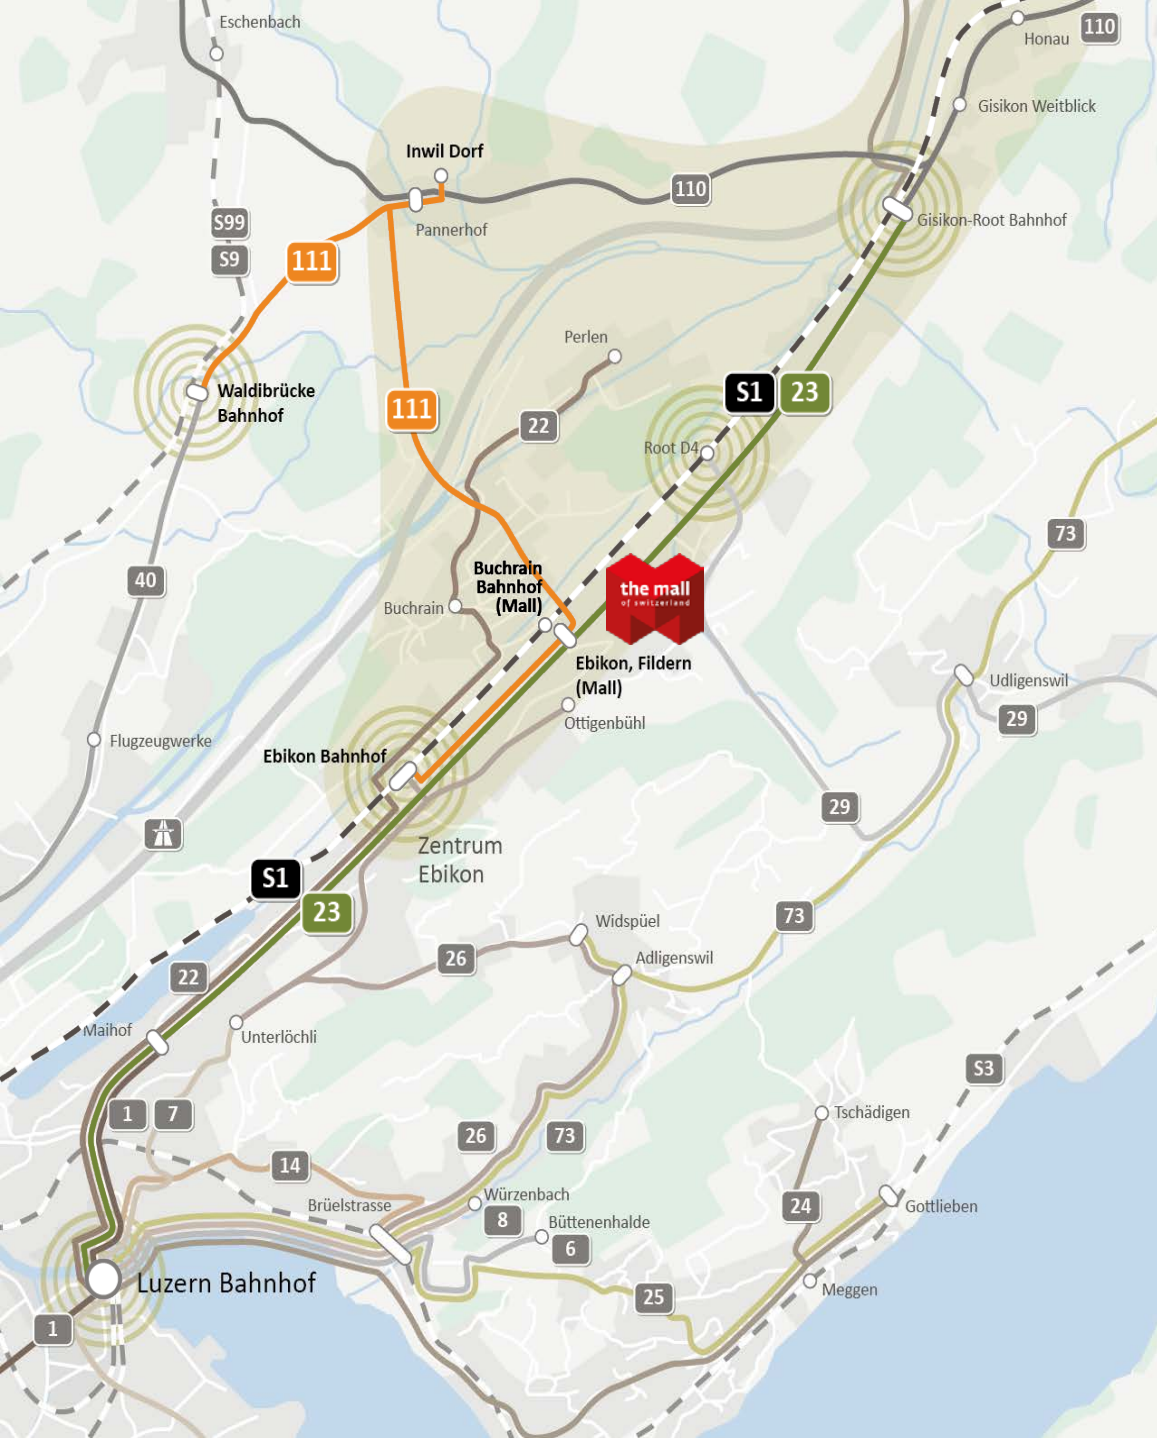 Eschenbach
110
Honau
Gisikon Weitblick
Inwil Dorf
110
S99
Pannerhof
Gisikon-Root Bahnhof
S9
111
Perlen
Waldibrücke
Bahnhof
S1
23
111
22
Root D4
73
40
Buchrain
Bahnhof
(Mall)
the mall
of switzerland
Buchrain
Ebikon, Fildern
(Mall)
Udligenswil
29
Ottigenbühl
Flugzeugwerke
Ebikon Bahnhof
29
Zentrum
Ebikon
S1
23
73
Widspüel
26
Adligenswil
22
Maihof
Unterlöchli
S3
1
7
Tschädigen
26
73
14
Würzenbach
Brüelstrasse
8
Büttenenhalde
24
Gottlieben
6
Luzern Bahnhof
25
Meggen
1